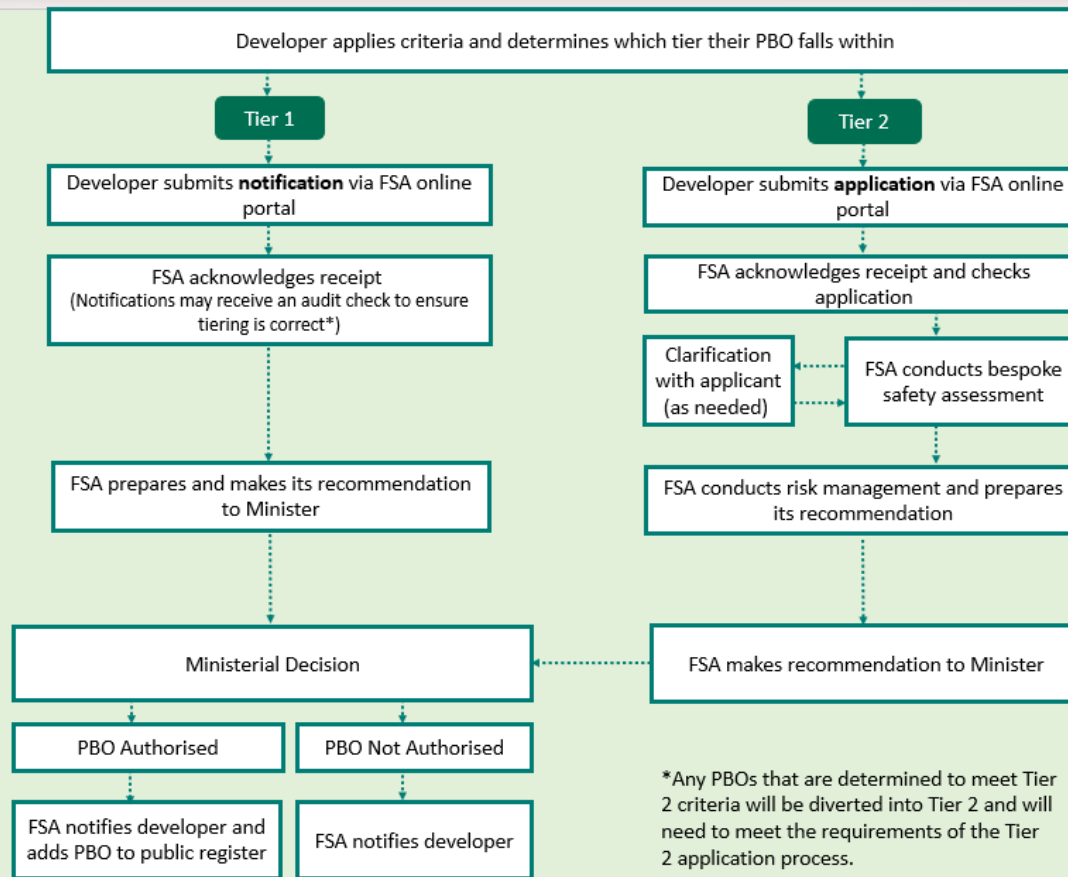 Developer applies criteria and determines which tier their PBO falls within
Tier 1
Developer submits notification via FSA online
portal
FSA acknowledges receipt
(Notifications may receive an audit check to ensure
tiering is correct*)
FSA prepares and makes its recommendation
to Minister
Tier 2
Developer submits application via FSA online
portal
FSA acknowledges receipt and checks
application
Clarification
with applicant
(as needed)
FSA conducts bespoke
safety assessment
FSA conducts risk management and prepares
its recommendation
FSA makes recommendation to Minister
Ministerial Decision
PBO Authorised
FSA notifies developer and
adds PBO to public register
PBO Not Authorised
FSA notifies developer
*Any PBOs that are determined to meet Tier
2 criteria will be diverted into Tier 2 and will
need to meet the requirements of the Tier
2 application process.